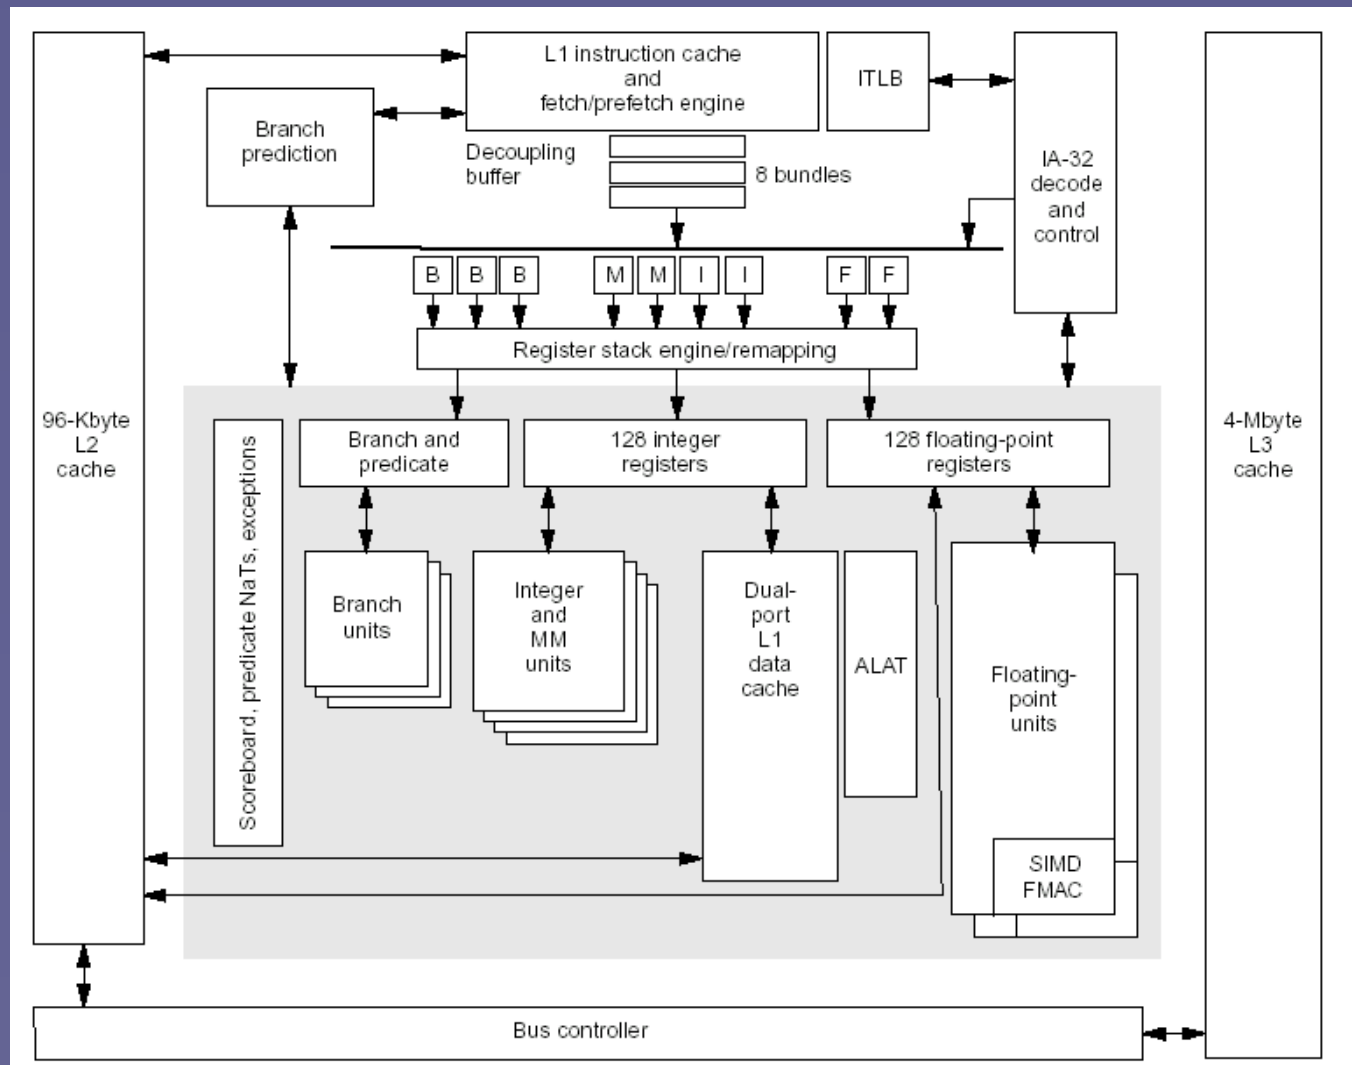 L1 instruction cache
and
fetch/prefetch engine
ITLB
Branch
prediction
Decoupling
buffer
8 bundles
IA-32
decode
and
control
B
B
B
M
M
I
I
F
F
Register stack engine/remapping
96-Kbyte
L2
cache
4-Mbyte
L3
cache
Scoreboard, predicate NaTs, exceptions
Branch and
predicate
128 integer
registers
128 floating-point
registers
Branch
units
Integer
and
MM
units
Dual-
port
L1
data
cache
ALAT
Floating-
point
units
SIMD
FMAC
Bus controller